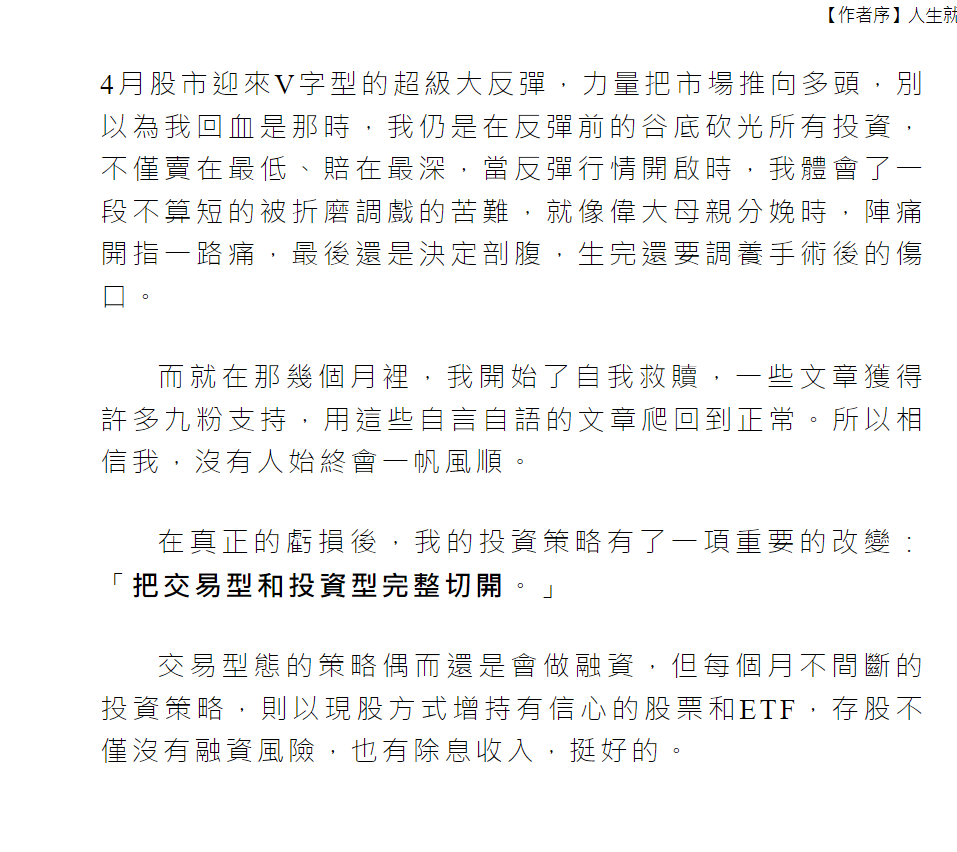 【作者序】人生就
4月股市迎來V字型的超級大反彈，力量把市場推向多頭，別
以為我回血是那時，我仍是在反彈前的谷底砍光所有投資，
不僅賣在最低、賠在最深，當反彈行情開啟時，我體會了一
段不算短的被折磨調戲的苦難，就像偉大母親分娩時，陣痛
開指一路痛，最後還是決定剖腹，生完還要調養手術後的傷
口。
而就在那幾個月裡，我開始了自我救贖，一些文章獲得
許多九粉支持，用這些自言自語的文章爬回到正常。所以相
信我，沒有人始終會一帆風順。
在真正的虧損後，我的投資策略有了一項重要的改變：
「把交易型和投資型完整切開。」
交易型態的策略偶而還是會做融資，但每個月不間斷的
投資策略，則以現股方式增持有信心的股票和ETF，存股不
僅沒有融資風險，也有除息收入，挺好的。